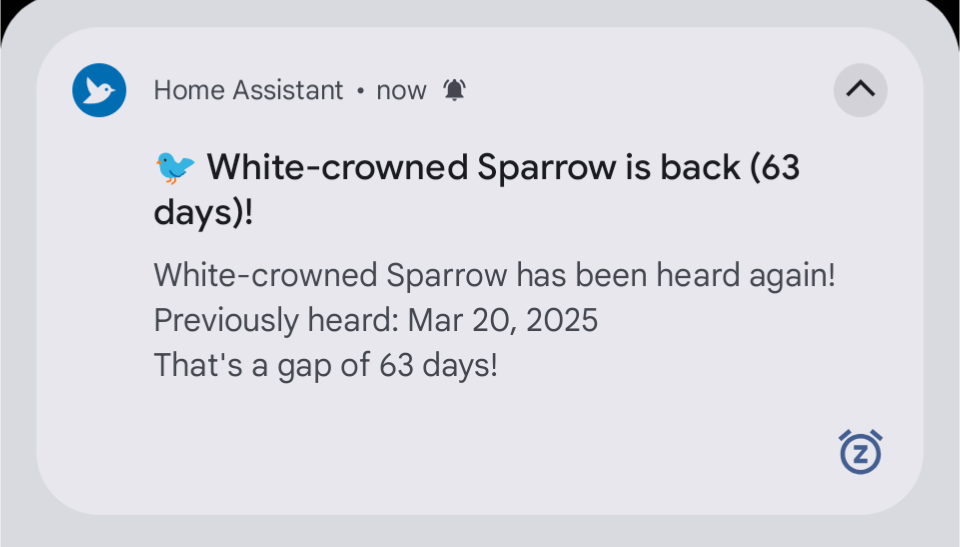 Home Assistant • now
🐦 White-crowned Sparrow is back (63
days)!
White-crowned Sparrow has been heard again!
Previously heard: Mar 20, 2025
That's a gap of 63 days!
Z